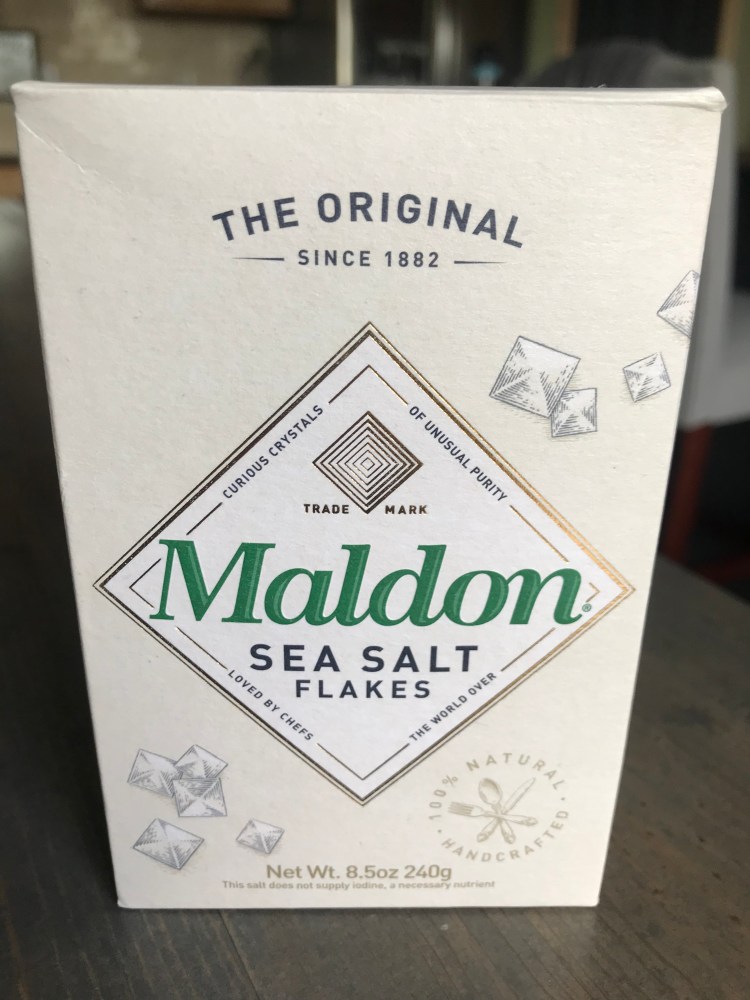 THE ORIGINAL
SINCE 1882
CURIOUS CRYSTALS
OF UNUSUAL PURITY
TRADE MARK
Maldon®
SEA SALT
FLAKES
LOVED BY CHEFS
THE WORLD OVER
100% NATURAL
HANDCRAFTED
Net Wt. 8.5oz 240g
This salt does not supply iodine, a necessary nutrient